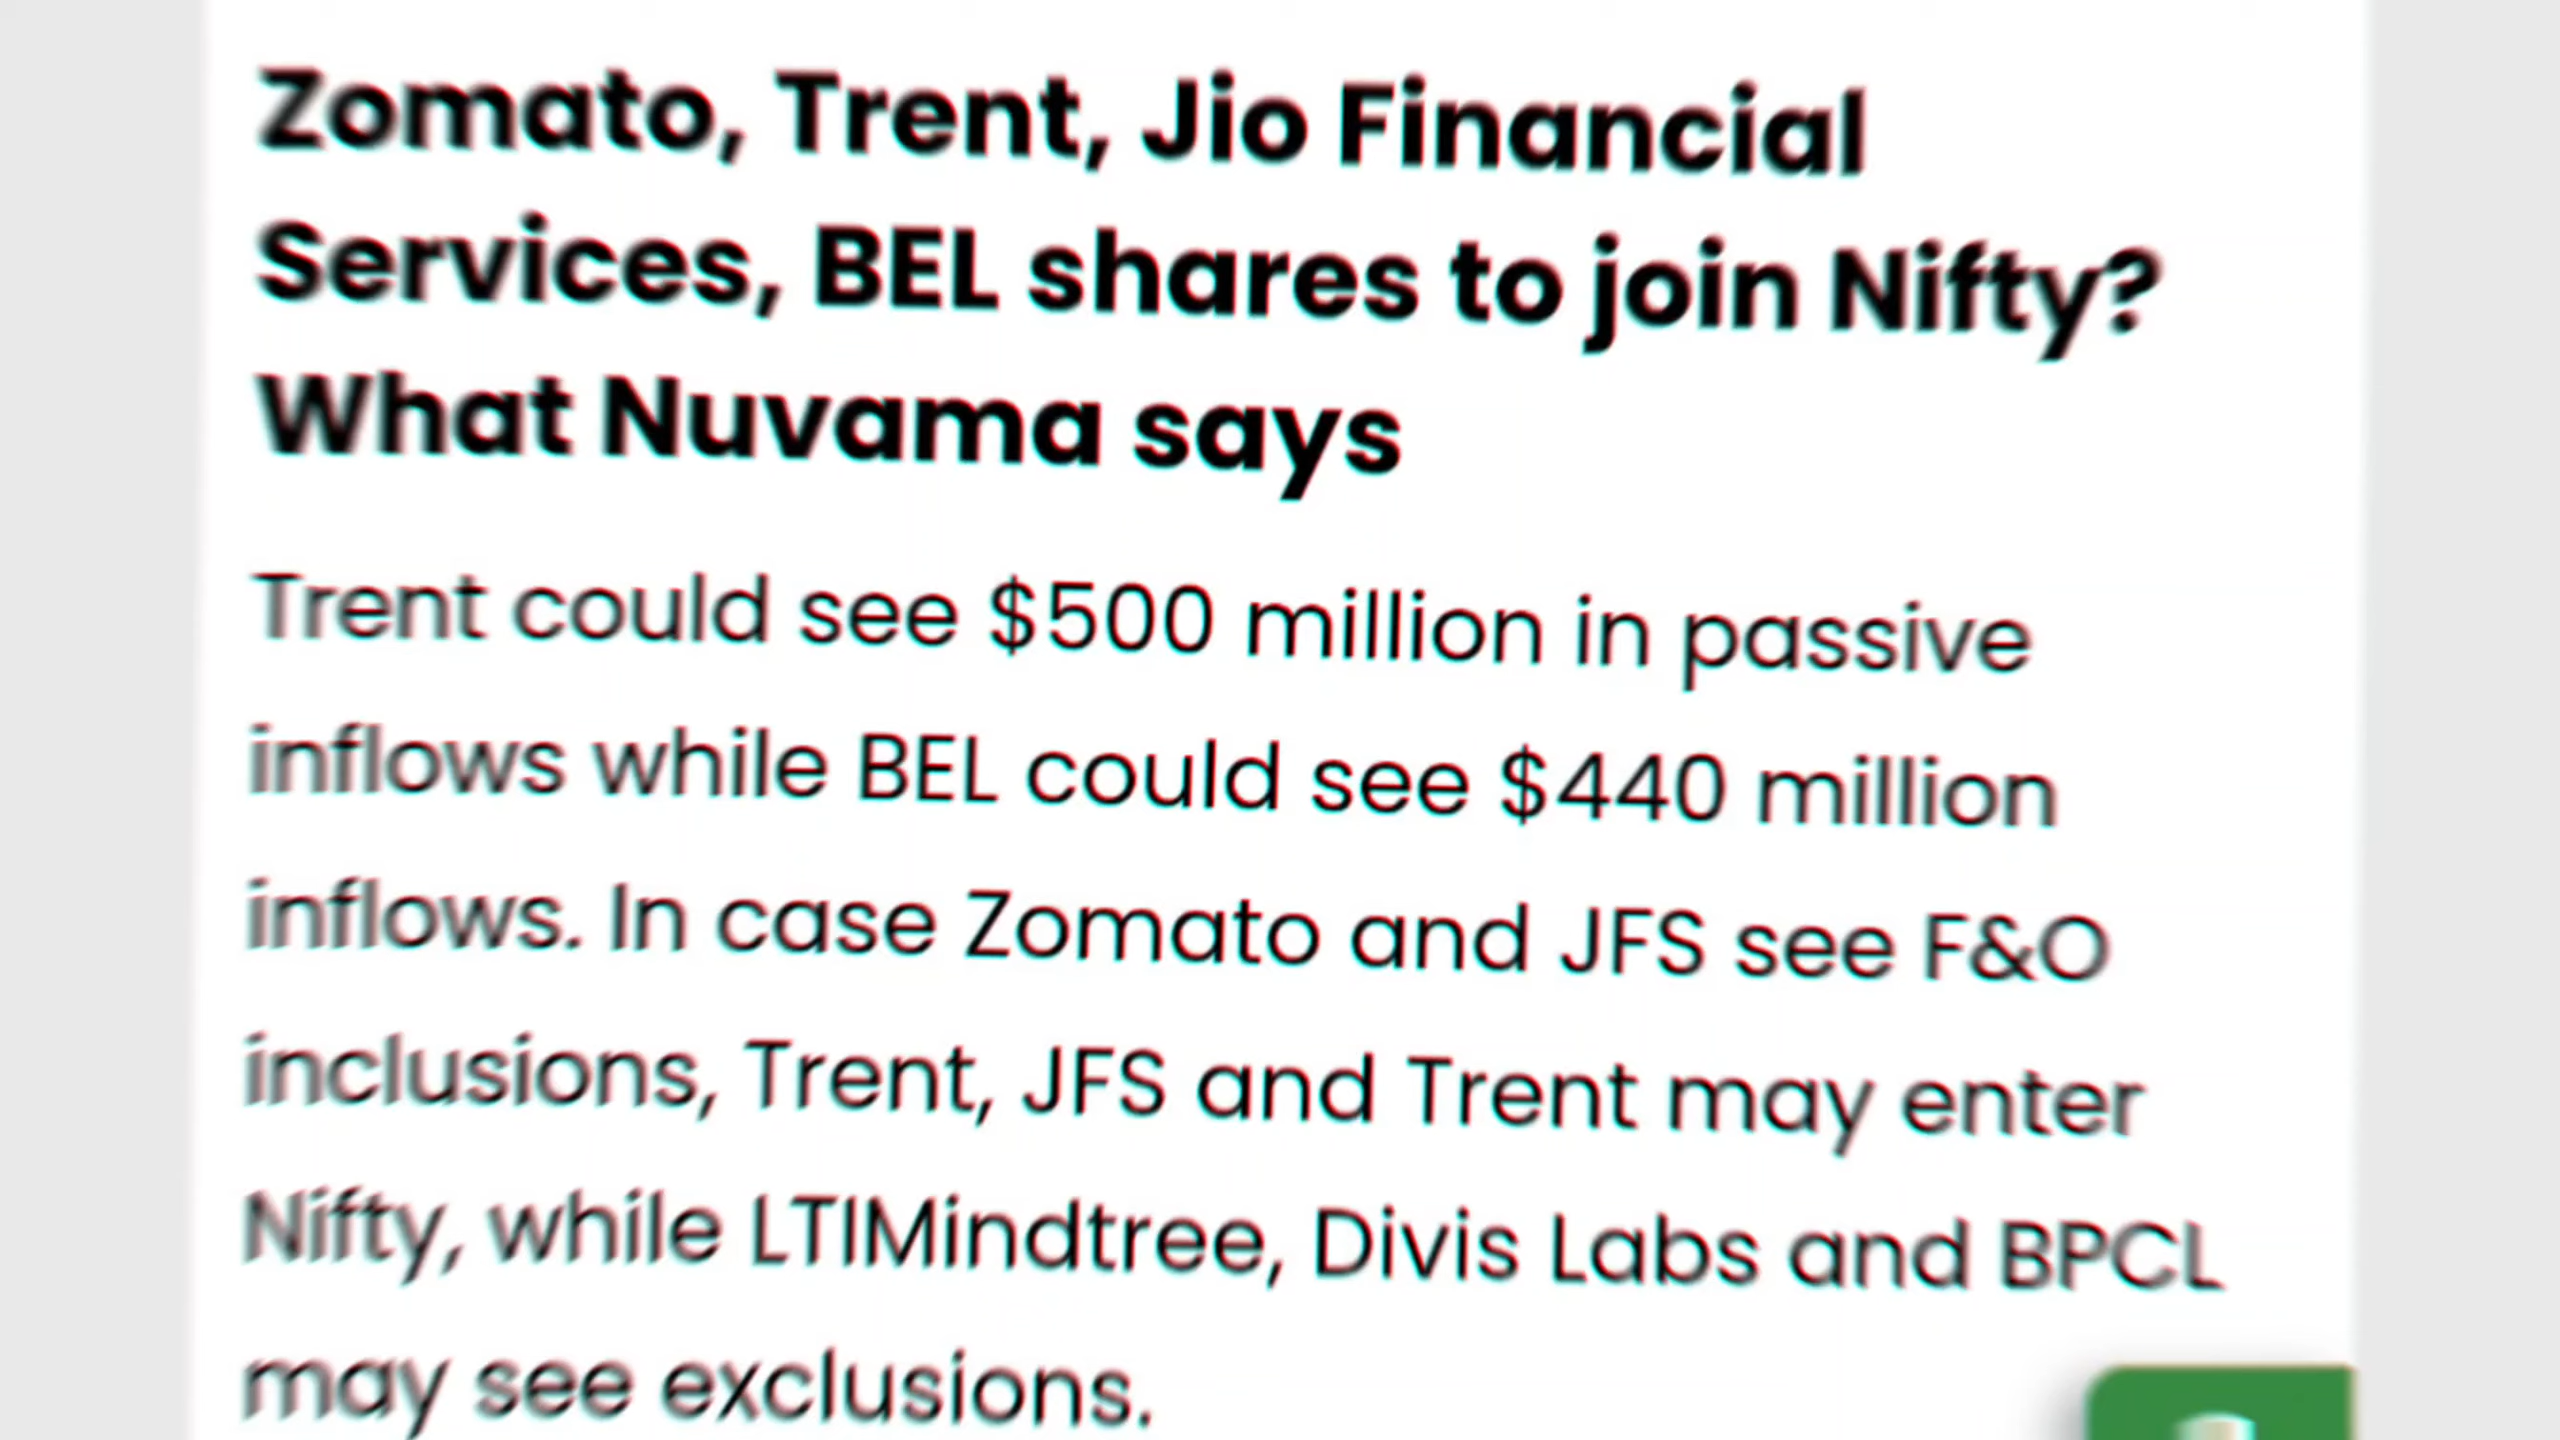 Zomato, Trent, Jio Financial
Services, BEL shares to join Nifty?
What Nuvama says
Trent could see $500 million in passive
inflows while BEL could see $440 million
inflows. In case Zomato and JFS see F&O
inclusions, Trent, JFS and Trent may enter
Nifty, while LTIMindtree, Divis Labs and BPCL
may see exclusions.